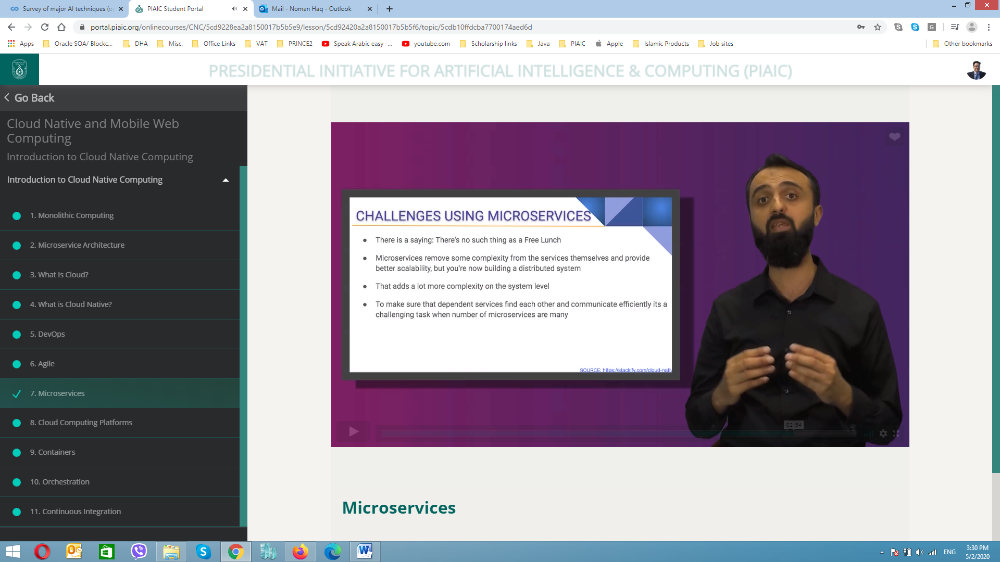 Survey of major AI techniques (o
PIAIC Student Portal
Mail - Noman Haq - Outlook
portal.piaic.org/onlinecourses/CNC/5cd9228ea2a8150017b5b5e9/lesson/5cd92420a2a8150017b5b5f6/topic/5cdb10ffdcba7700174aed6d
Apps
Oracle SOA/ Blockc...
DHA
Misc.
Office Links
VAT
PRINCE2
Speak Arabic easy -...
youtube.com
Scholarship links
Java
PIAIC
Apple
Islamic Products
Job sites
Other bookmarks
PRESIDENTIAL INITIATIVE FOR ARTIFICIAL INTELLIGENCE & COMPUTING (PIAIC)
Go Back
Cloud Native and Mobile Web
Computing
Introduction to Cloud Native Computing
Introduction to Cloud Native Computing
1. Monolithic Computing
2. Microservice Architecture
3. What Is Cloud?
4. What is Cloud Native?
5. DevOps
6. Agile
7. Microservices
8. Cloud Computing Platforms
9. Containers
10. Orchestration
11. Continuous Integration
CHALLENGES USING MICROSERVICES
● There is a saying: There's no such thing as a Free Lunch
● Microservices remove some complexity from the services themselves and provide
better scalability, but you're now building a distributed system
● That adds a lot more complexity on the system level
● To make sure that dependent services find each other and communicate efficiently its a
challenging task when number of microservices are many
SOURCE: https://stackify.com/cloud-nativ
02:54
Microservices
ENG
3:30 PM
5/2/2020